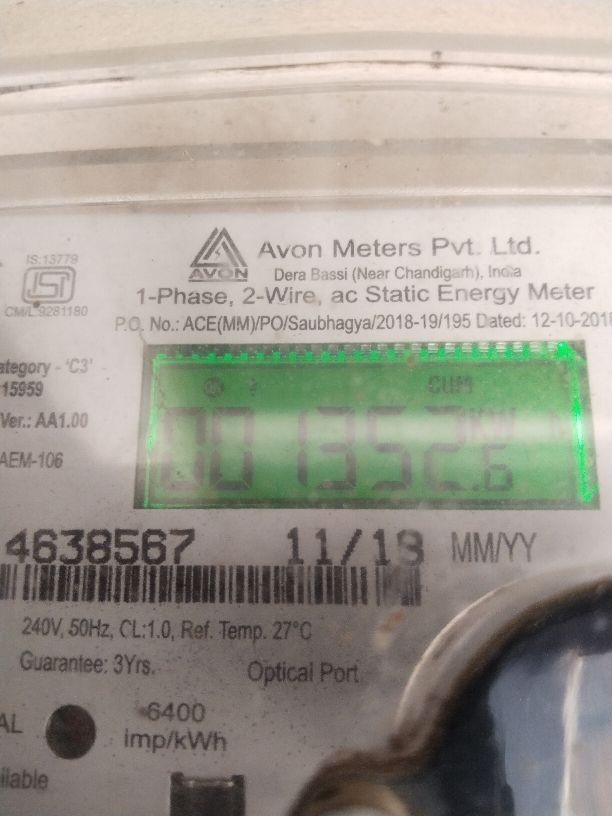 IS:13779
ISI
CM/L:9281180
AVON
Avon Meters Pvt. Ltd.
Dera Bassi (Near Chandigarh), India
1-Phase, 2-Wire, ac Static Energy Meter
P.O. No.: ACE(MM)/PO/Saubhagya/2018-19/195 Dated: 12-10-2018
ategory - 'C3'
15959
Ver.: AA1.00
AEM-106
CUM
001352.6
4638567 11/18 MM/YY
240V, 50Hz, CL:1.0, Ref. Temp. 27°C
Guarantee: 3Yrs.
Optical Port
AL
6400
imp/kWh
ilable